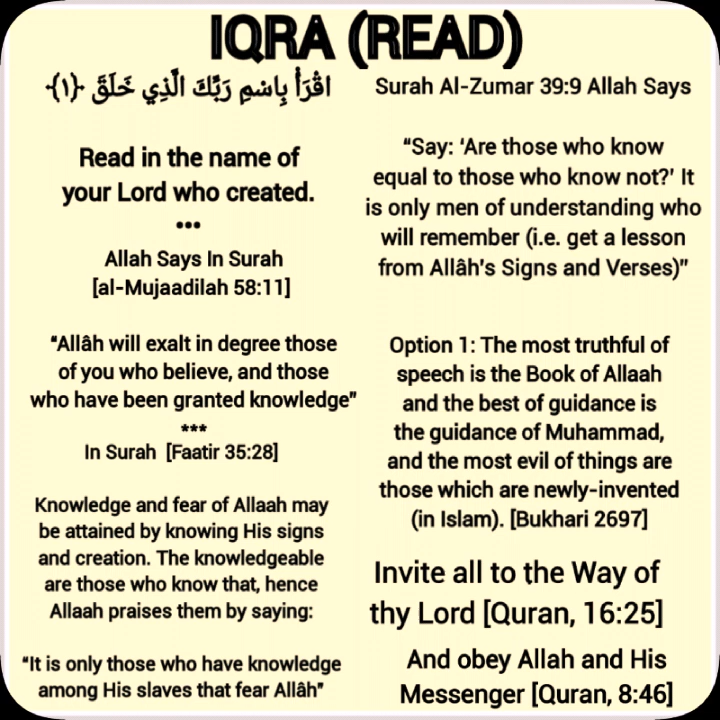 IQRA (READ)
اقْرَأْ بِاسْمِ رَبِّكَ الَّذِي خَلَقَ ﴿١﴾
Read in the name of
your Lord who created.
•••
Allah Says In Surah
[al-Mujaadilah 58:11]
“Allâh will exalt in degree those
of you who believe, and those
who have been granted knowledge”
***
In Surah [Faatir 35:28]
Knowledge and fear of Allaah may
be attained by knowing His signs
and creation. The knowledgeable
are those who know that, hence
Allaah praises them by saying:
“It is only those who have knowledge
among His slaves that fear Allâh”
Surah Al-Zumar 39:9 Allah Says
“Say: ‘Are those who know
equal to those who know not?’ It
is only men of understanding who
will remember (i.e. get a lesson
from Allâh's Signs and Verses)”
Option 1: The most truthful of
speech is the Book of Allaah
and the best of guidance is
the guidance of Muhammad,
and the most evil of things are
those which are newly-invented
(in Islam). [Bukhari 2697]
Invite all to the Way of
thy Lord [Quran, 16:25]
And obey Allah and His
Messenger [Quran, 8:46]